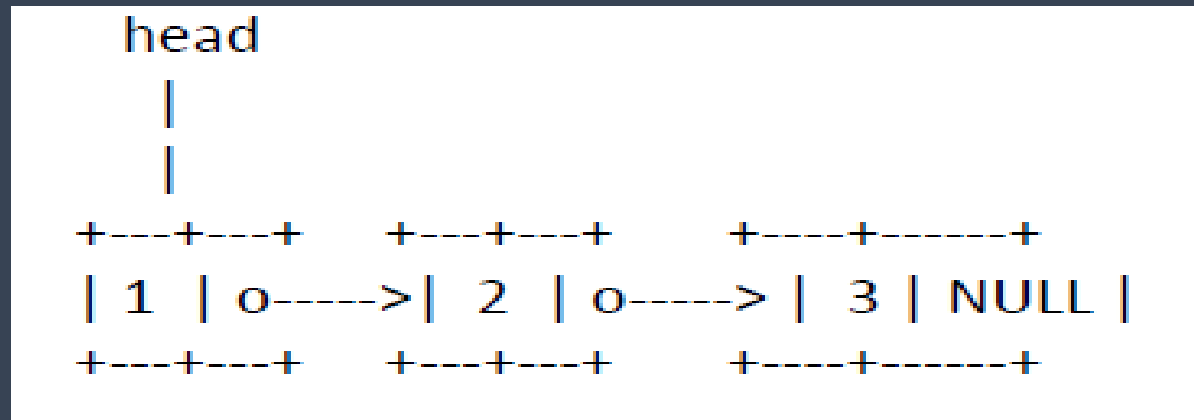 head
|
|
+---+---+ +---+---+ +----+------+
| 1 | o----->| 2 | o-----> | 3 | NULL |
+---+---+ +---+---+ +----+------+